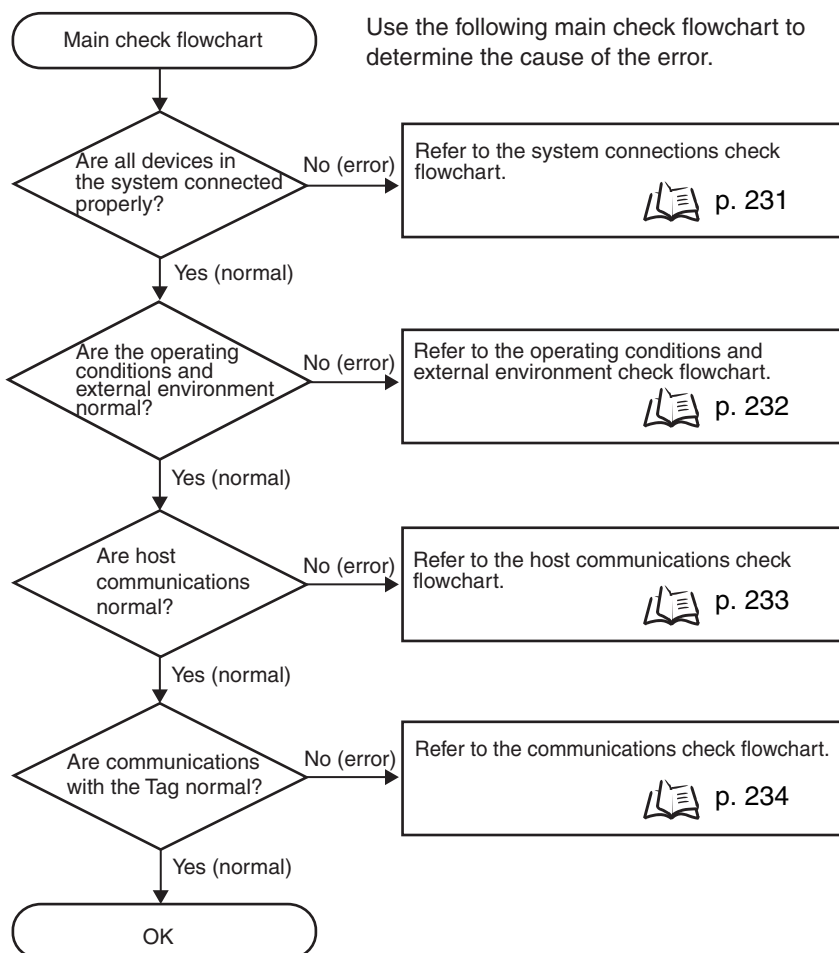 Main check flowchart
Use the following main check flowchart to
determine the cause of the error.
Are all devices in
the system connected
properly?
No (error)
Refer to the system connections check
flowchart.
p. 231
Yes (normal)
Are the operating
conditions and
external environment
normal?
No (error)
Refer to the operating conditions and
external environment check flowchart.
p. 232
Yes (normal)
Are host
communications
normal?
No (error)
Refer to the host communications check
flowchart.
p. 233
Yes (normal)
Are communications
with the Tag normal?
No (error)
Refer to the communications check flowchart.
p. 234
Yes (normal)
OK